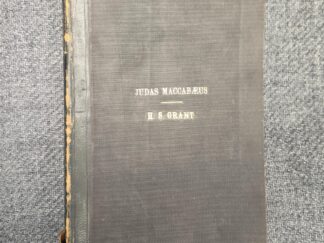 JUDAS MACCABÆUS
H. S. GRANT